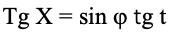 Tg X = sin φ tg t